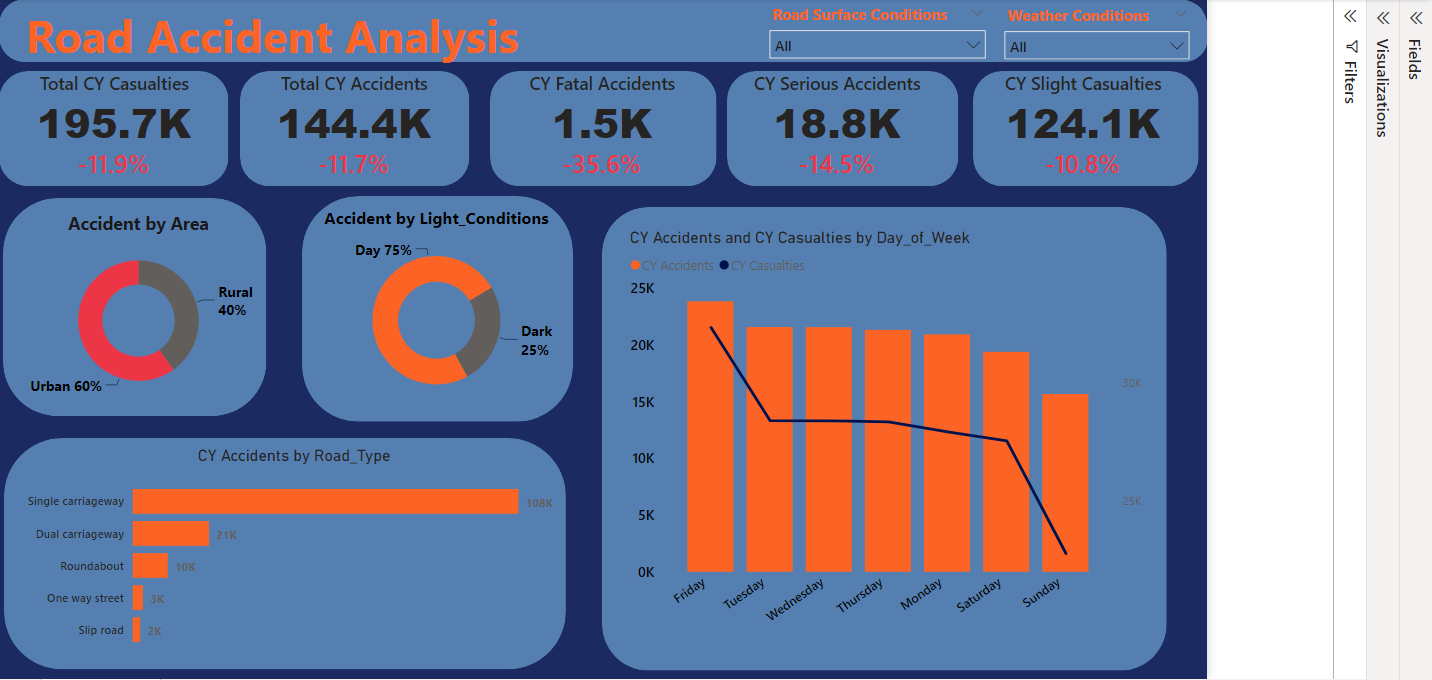 Road Accident Analysis
Road Surface Conditions
All
Weather Conditions
All
Total CY Casualties
195.7K
-11.9%
Total CY Accidents
144.4K
-11.7%
CY Fatal Accidents
1.5K
-35.6%
CY Serious Accidents
18.8K
-14.5%
CY Slight Casualties
124.1K
-10.8%
Accident by Area
Rural
40%
Urban 60%
Accident by Light_Conditions
Day 75%
Dark
25%
CY Accidents by Road_Type
Single carriageway 108K
Dual carriageway 21K
Roundabout 10K
One way street 3K
Slip road 2K
CY Accidents and CY Casualties by Day_of_Week
CY Accidents CY Casualties
25K
20K
15K
10K
5K
0K
30K
25K
Friday
Tuesday
Wednesday
Thursday
Monday
Saturday
Sunday
Filters
Visualizations
Fields